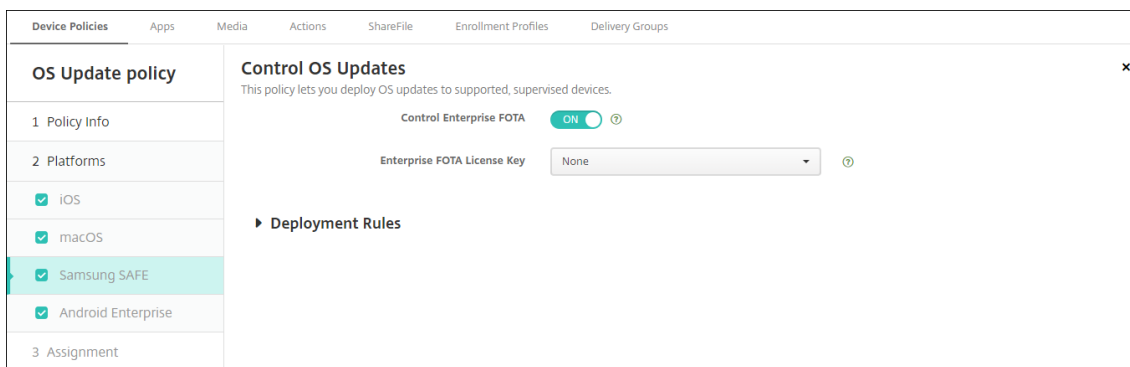 Device Policies Apps Media Actions ShareFile Enrollment Profiles Delivery Groups
OS Update policy
1 Policy Info
2 Platforms
iOS
macOS
Samsung SAFE
Android Enterprise
3 Assignment
Control OS Updates
This policy lets you deploy OS updates to supported, supervised devices.
Control Enterprise FOTA ON
Enterprise FOTA License Key None
Deployment Rules